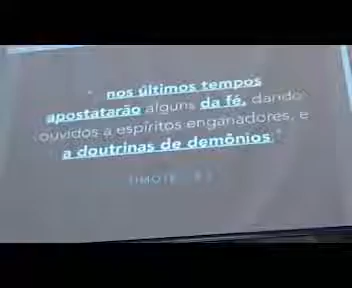 " nos últimos tempos
apostatarão alguns da fé, dando
ouvidos a espíritos enganadores, e
a doutrinas de demônios "